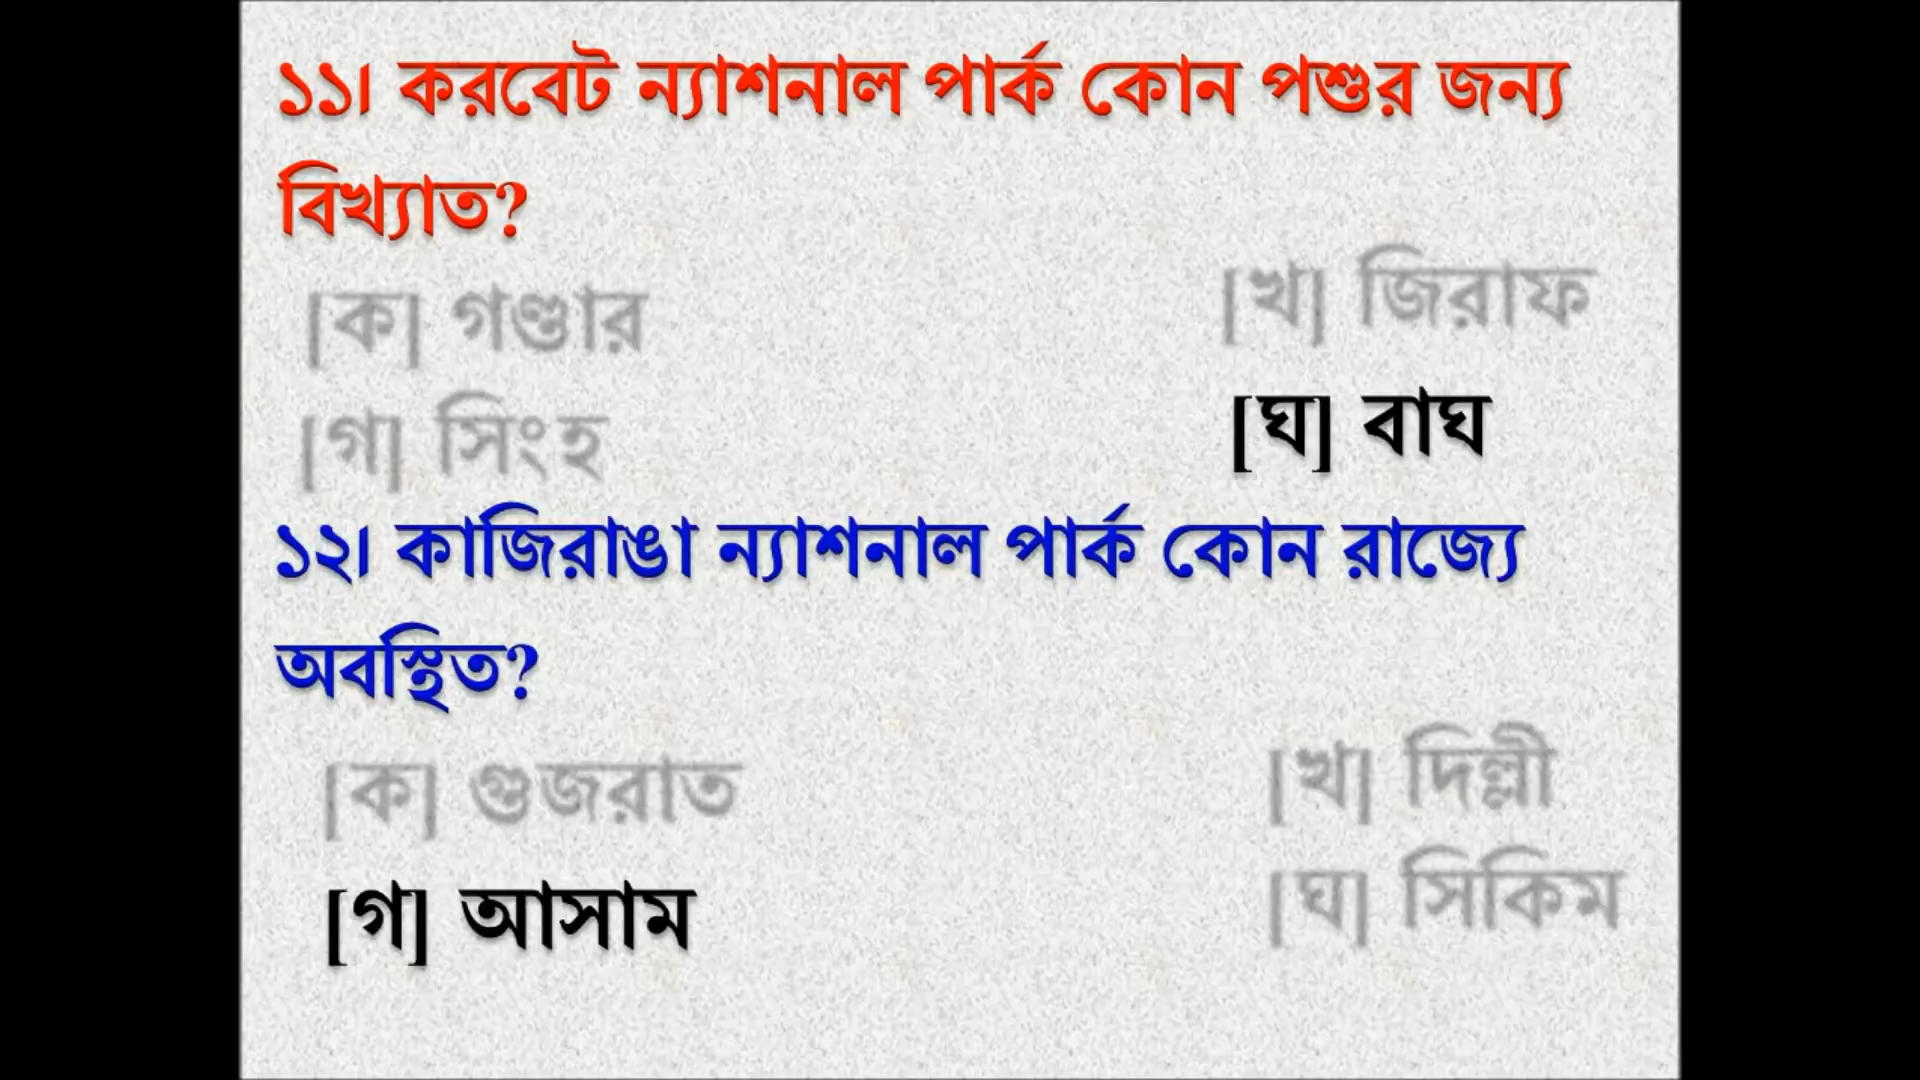 ১১। করবেট ন্যাশনাল পার্ক কোন পশুর জন্য
বিখ্যাত?
[ক] গণ্ডার [খ] জিরাফ
[গ] সিংহ [ঘ] বাঘ
১২। কাজিরাঙা ন্যাশনাল পার্ক কোন রাজ্যে
অবস্থিত?
[ক] গুজরাত [খ] দিল্লী
[গ] আসাম [ঘ] সিকিম